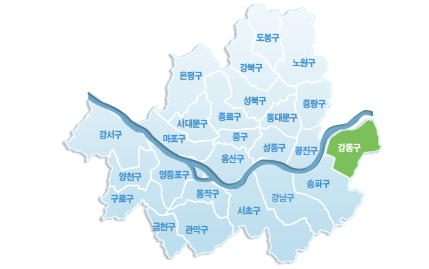 도봉구
노원구
강북구
은평구
성북구
중랑구
종로구
동대문구
서대문구
강서구
마포구
중구
성동구
광진구
강동구
용산구
양천구
영등포구
송파구
동작구
구로구
강남구
서초구
금천구
관악구